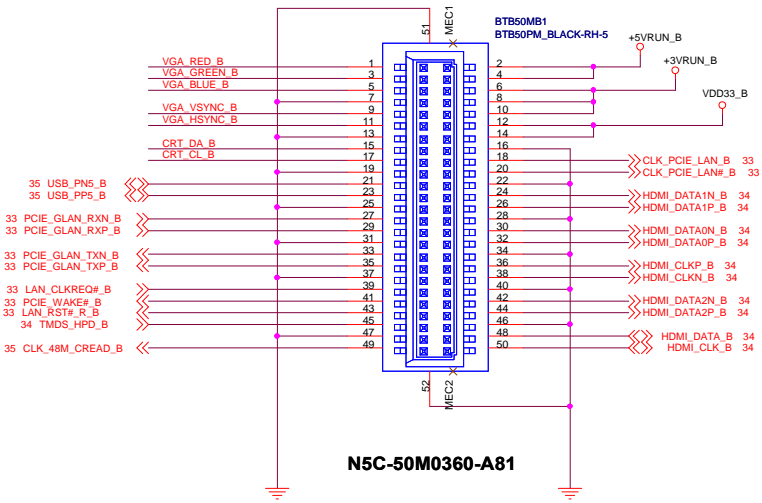 51
MEC1
BTB50MB1
BTB50PM_BLACK-RH-5
+5VRUN_B
+3VRUN_B
VDD33_B
VGA_RED_B 1
VGA_GREEN_B 3
VGA_BLUE_B 5
7
VGA_VSYNC_B 9
VGA_HSYNC_B 11
13
CRT_DA_B 15
CRT_CL_B 17
19
35 USB_PN5_B 21
35 USB_PP5_B 23
25
33 PCIE_GLAN_RXN_B 27
33 PCIE_GLAN_RXP_B 29
31
33 PCIE_GLAN_TXN_B 33
33 PCIE_GLAN_TXP_B 35
37
33 LAN_CLKREQ#_B 39
33 PCIE_WAKE#_B 41
33 LAN_RST#_R_B 43
34 TMDS_HPD_B 45
47
35 CLK_48M_CREAD_B 49
2
4
6
8
10
12
14
16
18 CLK_PCIE_LAN_B 33
20 CLK_PCIE_LAN#_B 33
22
24 HDMI_DATA1N_B 34
26 HDMI_DATA1P_B 34
28
30 HDMI_DATA0N_B 34
32 HDMI_DATA0P_B 34
34
36 HDMI_CLKP_B 34
38 HDMI_CLKN_B 34
40
42 HDMI_DATA2N_B 34
44 HDMI_DATA2P_B 34
46
48 HDMI_DATA_B 34
50 HDMI_CLK_B 34
52
MEC2
N5C-50M0360-A81